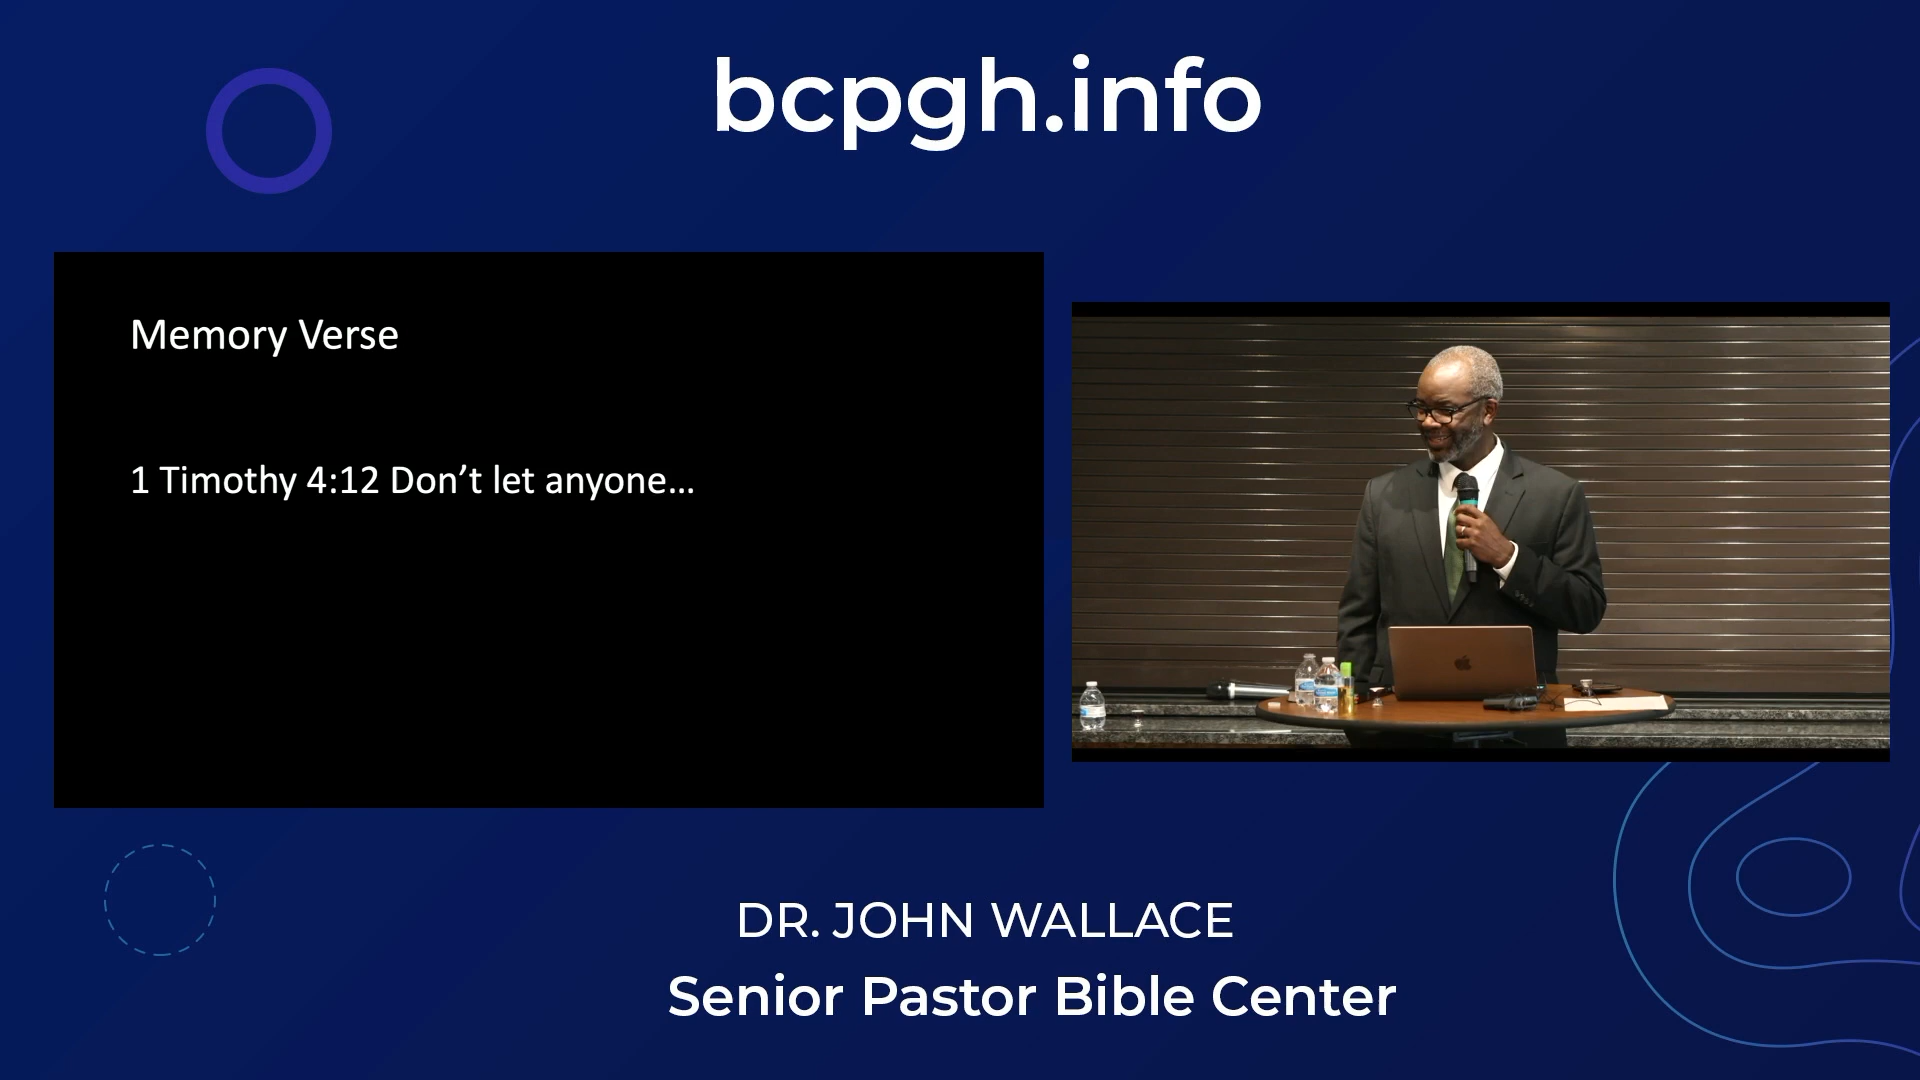 bcpgh.info
Memory Verse
1 Timothy 4:12 Don’t let anyone…
DR. JOHN WALLACE
Senior Pastor Bible Center